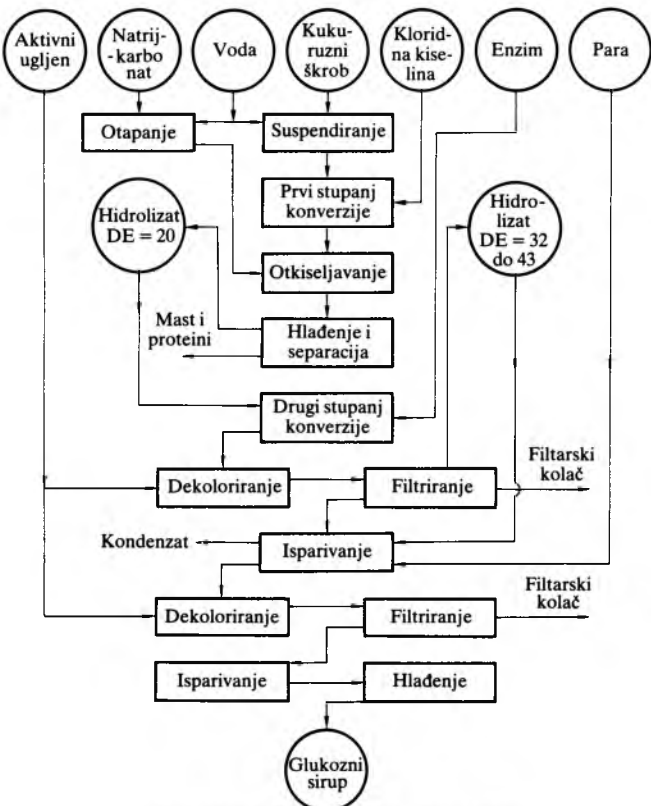 Aktivni
ugljen
Natrij-
-karbo
nat
Voda
Kuku-
ruzni
škrob
Klorid-
na kise-
lina
Enzim
Para
Otapanje
Suspendiranje
Prvi stupanj
konverzije
Hidrolizat
DE = 20
Hidro-
lizat
DE = 32
do 43
Otkiseljavanje
Mast i
proteini
Hlađenje i
separacija
Drugi stupanj
konverzije
Dekoloriranje
Filtriranje
Filtarski
kolač
Kondenzat
Isparivanje
Dekoloriranje
Filtriranje
Filtarski
kolač
Isparivanje
Hlađenje
Glukozni
sirup